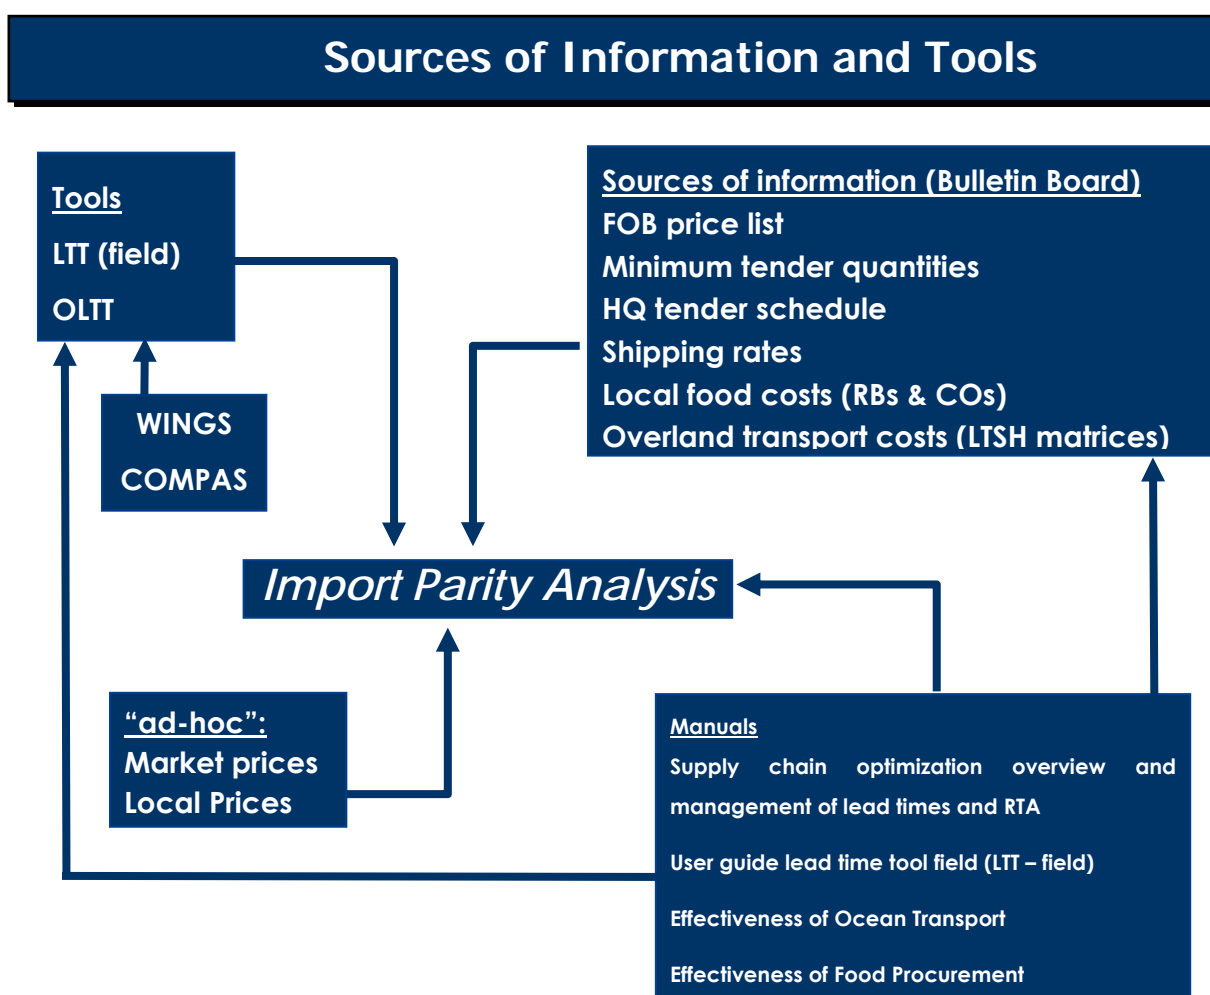 Sources of Information and Tools
Tools
LTT (field)
OLTT
WINGS
COMPAS
Sources of information (Bulletin Board)
FOB price list
Minimum tender quantities
HQ tender schedule
Shipping rates
Local food costs (RBs & COs)
Overland transport costs (LTSH matrices)
Import Parity Analysis
“ad-hoc”:
Market prices
Local Prices
Manuals
Supply chain optimization overview and
management of lead times and RTA
User guide lead time tool field (LTT – field)
Effectiveness of Ocean Transport
Effectiveness of Food Procurement